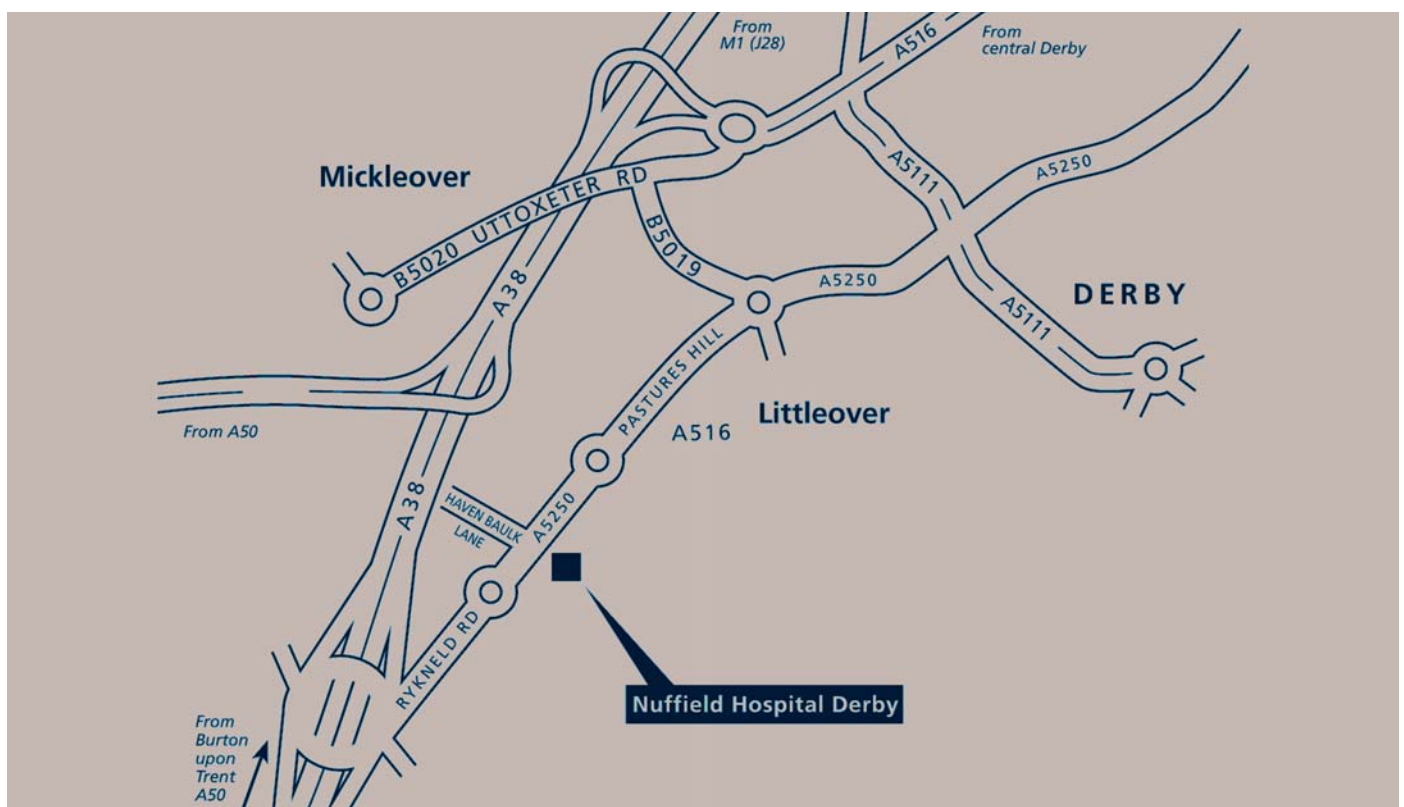 From
M1 (J28)
A516
From
central Derby
A5111
A5250
Mickleover
B5020 UTTOXETER RD
B5019
A38
A5250
DERBY
A5111
PASTURES HILL
Littleover
A516
From A50
A38
HAVEN BAULK
LANE
A5250
RYKNELD RD
Nuffield Hospital Derby
From
Burton
upon
Trent
A50